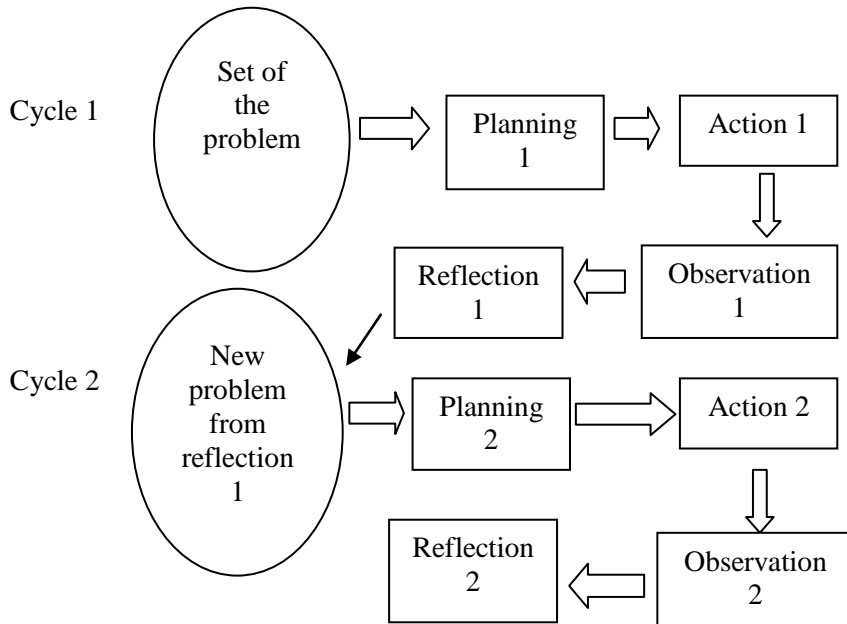 Cycle 1
Set of
the
problem
Planning
1
Action 1
Observation
1
Reflection
1
Cycle 2
New
problem
from
reflection
1
Planning
2
Action 2
Observation
2
Reflection
2